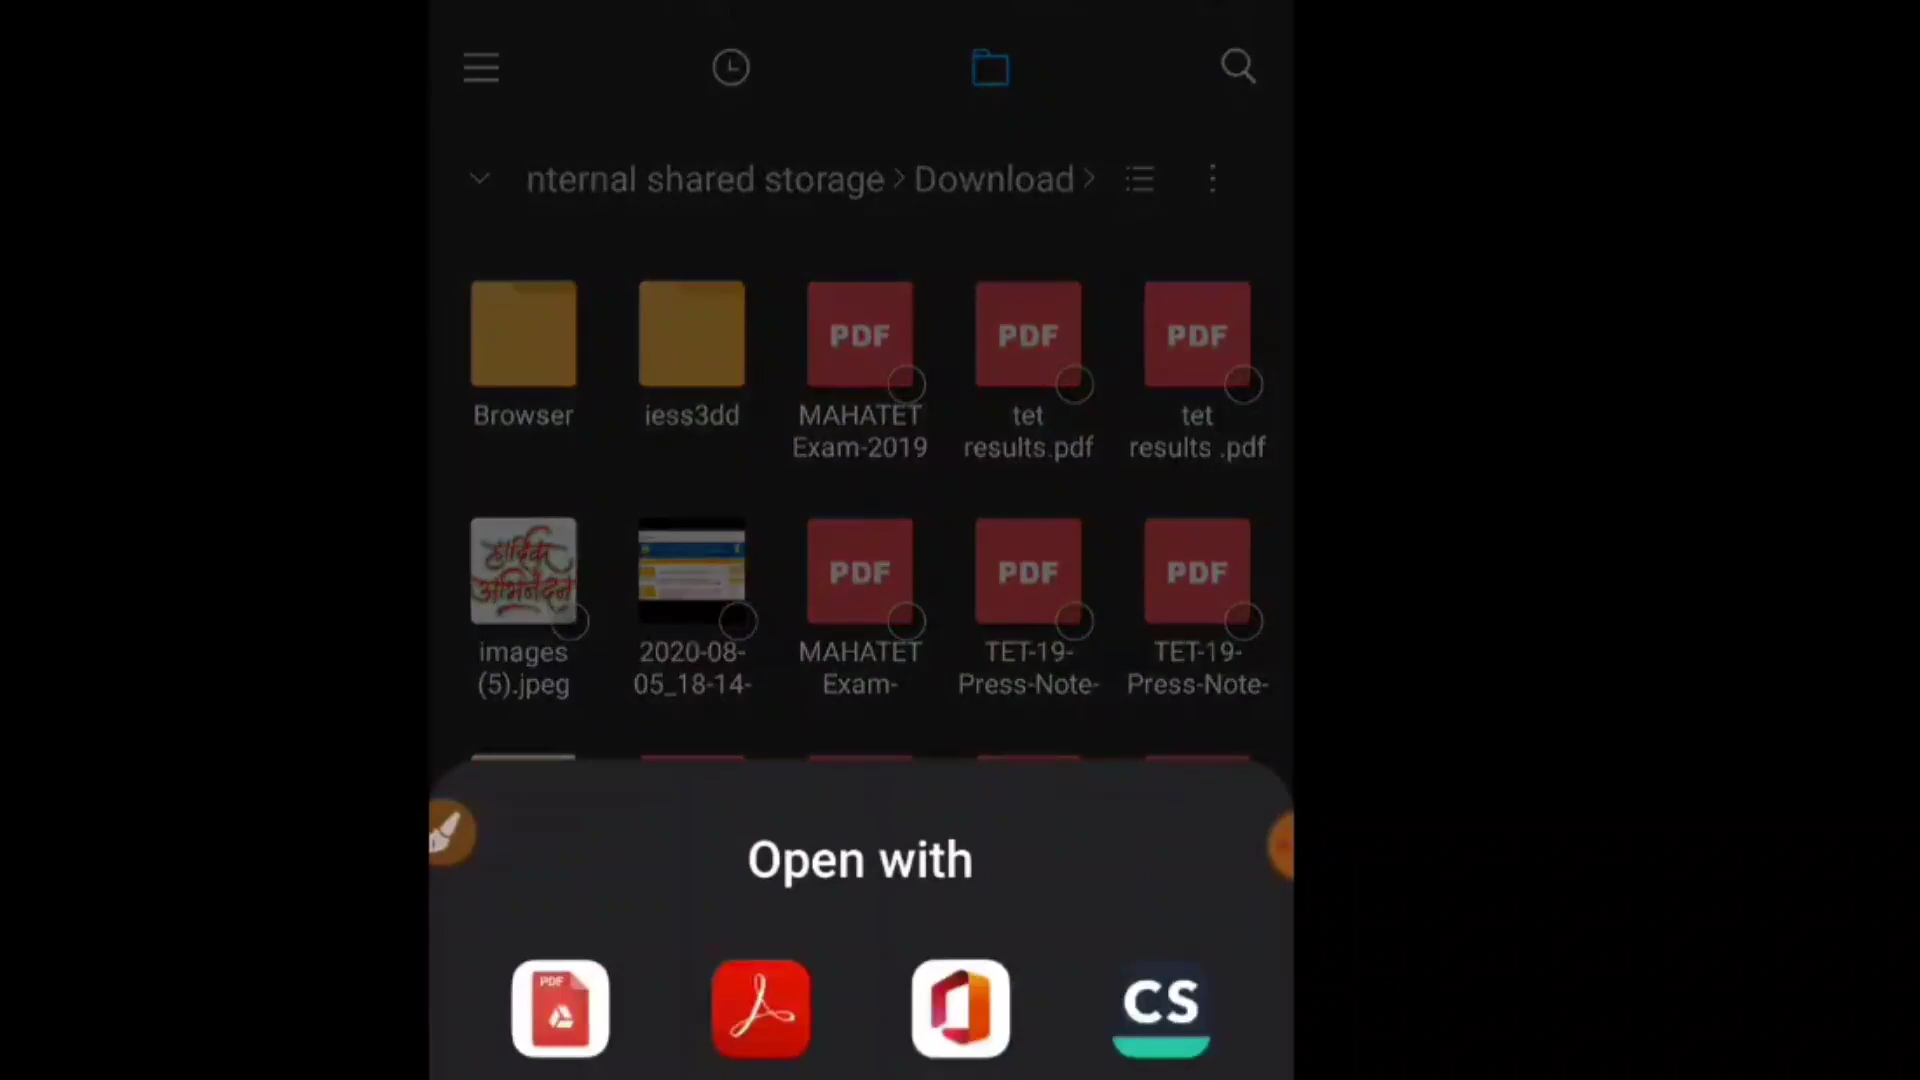 nternal shared storage > Download >
PDF PDF PDF
Browser iess3dd MAHATET tet tet
Exam-2019 results.pdf results .pdf
हार्दिक
अभिनंदन
PDF PDF PDF
images 2020-08- MAHATET TET-19- TET-19-
(5).jpeg 05_18-14- Exam- Press-Note- Press-Note-
Open with
PDF
CS